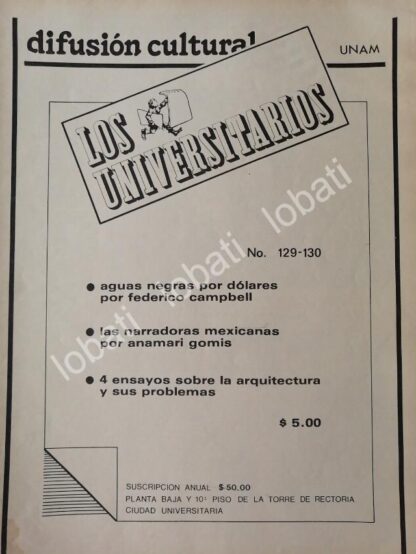 difusión cultural
UNAM
LOS
UNIVERSITARIOS
No. 129-130
● aguas negras por dólares
por federico campbell
● las narradoras mexicanas
por anamari gomis
● 4 ensayos sobre la arquitectura
y sus problemas
$ 5.00
SUSCRIPCION ANUAL $ 50.00
PLANTA BAJA Y 10° PISO DE LA TORRE DE RECTORIA
CIUDAD UNIVERSITARIA
lobati lobati lobati